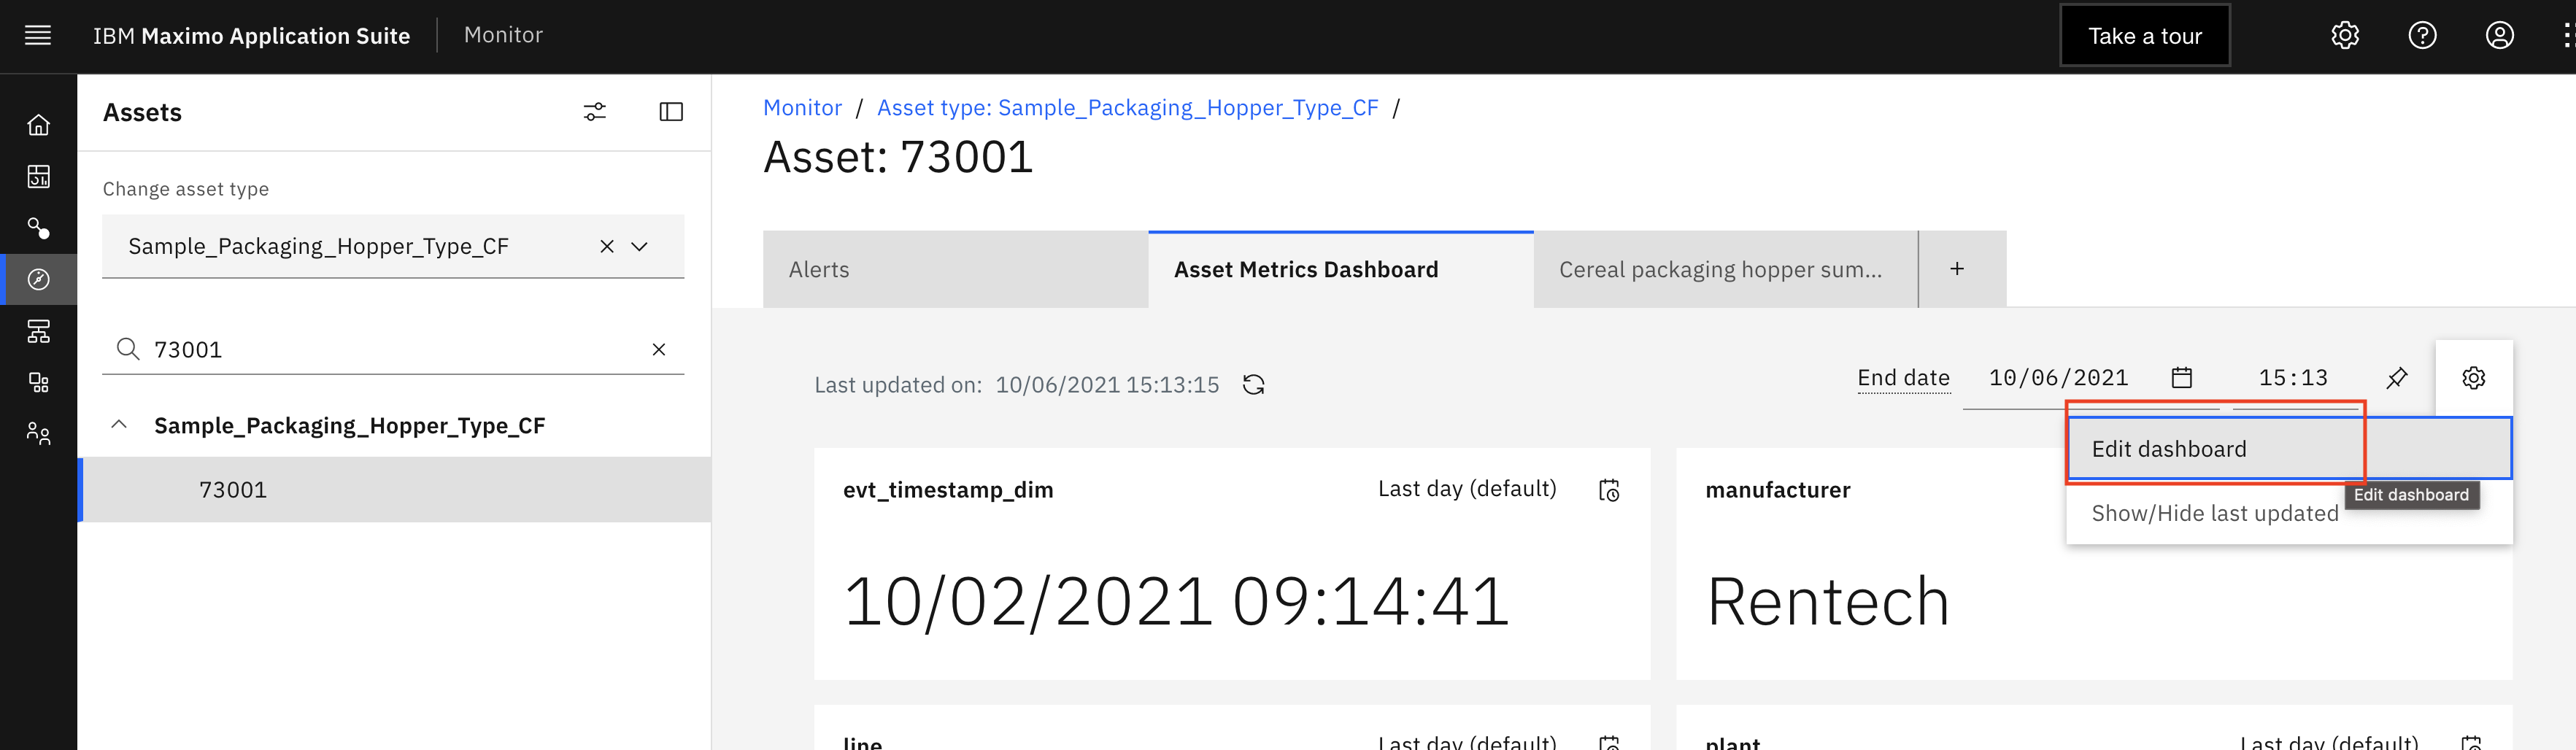 IBM Maximo Application Suite
Monitor
Take a tour
Assets
Change asset type
Sample_Packaging_Hopper_Type_CF
73001
Sample_Packaging_Hopper_Type_CF
73001
Monitor / Asset type: Sample_Packaging_Hopper_Type_CF /
Asset: 73001
Alerts
Asset Metrics Dashboard
Cereal packaging hopper sum...
+
Last updated on: 10/06/2021 15:13:15
End date
10/06/2021
15:13
Edit dashboard
Edit dashboard
Show/Hide last updated
evt_timestamp_dim
Last day (default)
10/02/2021 09:14:41
manufacturer
Rentech
line
Last day (default)
plant
Last day (default)